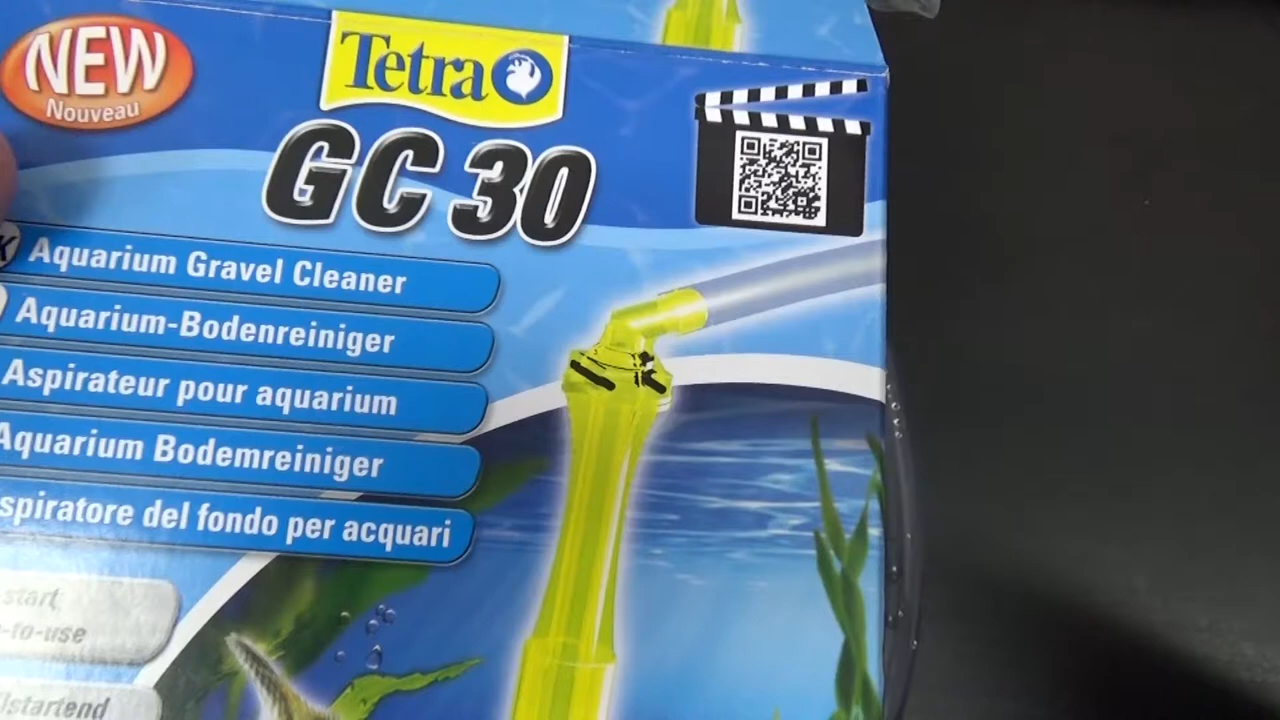 NEW
Nouveau
Tetra
GC 30
K
Aquarium Gravel Cleaner
Aquarium-Bodenreiniger
Aspirateur pour aquarium
Aquarium Bodemreiniger
spiratore del fondo per acquari
start
-to-use
lstartend